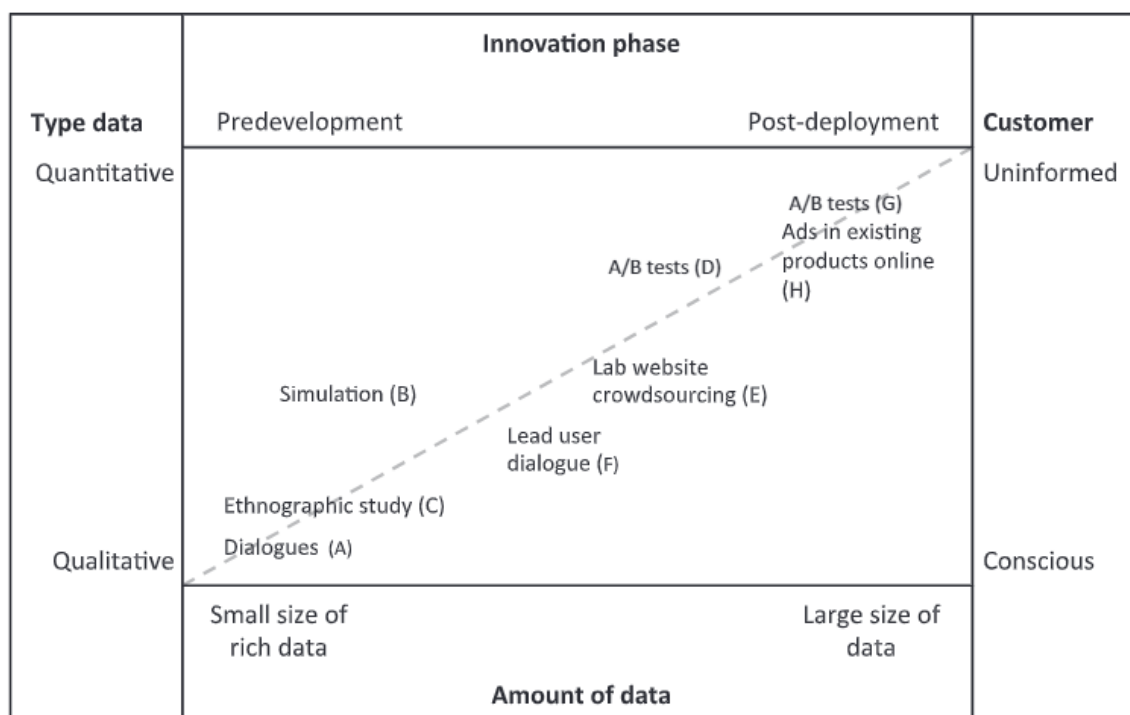 Innovation phase
Type data
Predevelopment
Post-deployment
Customer
Quantitative
Uninformed
A/B tests (G)
Ads in existing
products online
(H)
A/B tests (D)
Lab website
crowdsourcing (E)
Simulation (B)
Lead user
dialogue (F)
Ethnographic study (C)
Dialogues (A)
Qualitative
Conscious
Small size of
rich data
Large size of
data
Amount of data